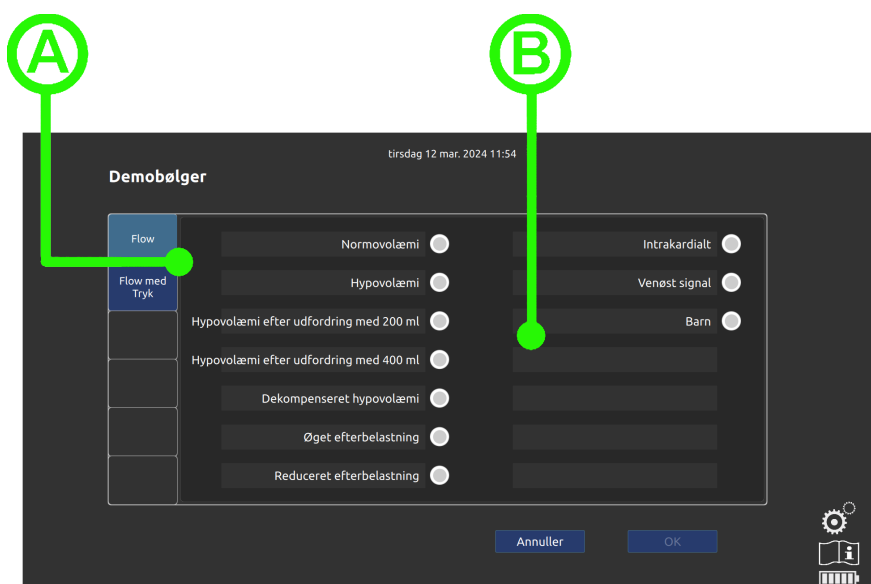 A
B
tirsdag 12 mar. 2024 11:54
Demobølger
Flow
Flow med
Tryk
Normovolæmi
Hypovolæmi
Hypovolæmi efter udfordring med 200 ml
Hypovolæmi efter udfordring med 400 ml
Dekompenseret hypovolæmi
Øget efterbelastning
Reduceret efterbelastning
Intrakardialt
Venøst signal
Barn
Annuller
OK
i